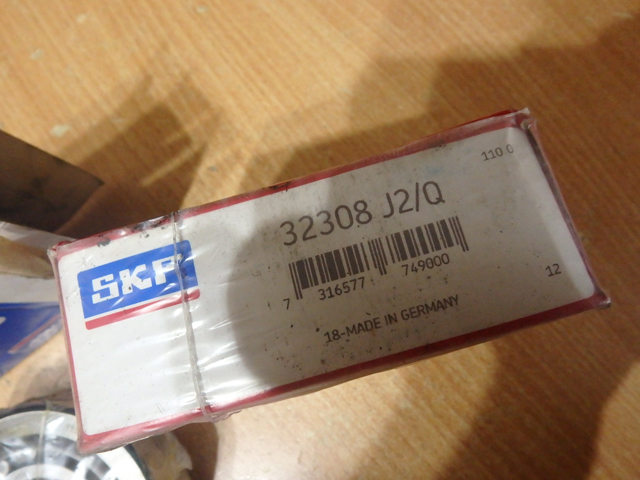 110 0
32308 J2/Q
SKF
7 316577 749000
12
18-MADE IN GERMANY